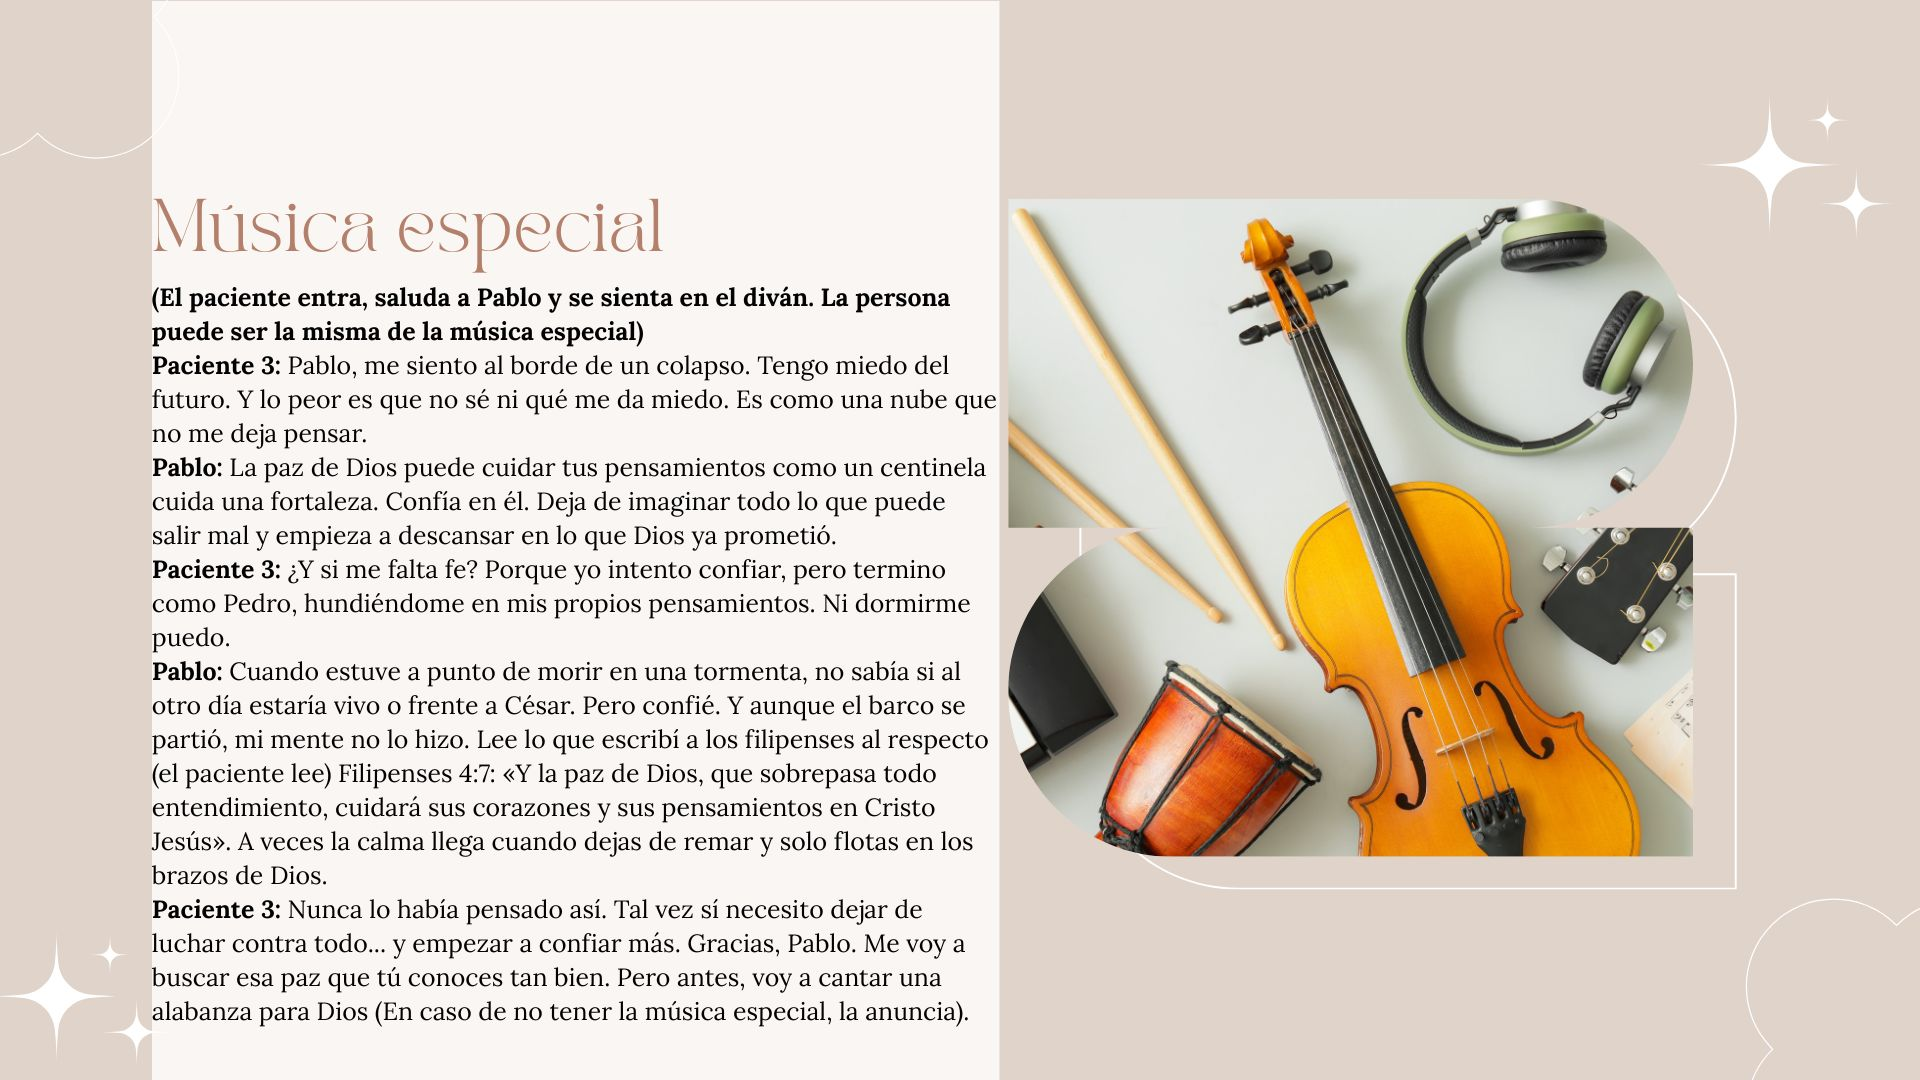 Música especial
(El paciente entra, saluda a Pablo y se sienta en el diván. La persona
puede ser la misma de la música especial)
Paciente 3: Pablo, me siento al borde de un colapso. Tengo miedo del
futuro. Y lo peor es que no sé ni qué me da miedo. Es como una nube que
no me deja pensar.
Pablo: La paz de Dios puede cuidar tus pensamientos como un centinela
cuida una fortaleza. Confía en él. Deja de imaginar todo lo que puede
salir mal y empieza a descansar en lo que Dios ya prometió.
Paciente 3: ¿Y si me falta fe? Porque yo intento confiar, pero termino
como Pedro, hundiéndome en mis propios pensamientos. Ni dormirme
puedo.
Pablo: Cuando estuve a punto de morir en una tormenta, no sabía si al
otro día estaría vivo o frente a César. Pero confié. Y aunque el barco se
partió, mi mente no lo hizo. Lee lo que escribí a los filipenses al respecto
(el paciente lee) Filipenses 4:7: «Y la paz de Dios, que sobrepasa todo
entendimiento, cuidará sus corazones y sus pensamientos en Cristo
Jesús». A veces la calma llega cuando dejas de remar y solo flotas en los
brazos de Dios.
Paciente 3: Nunca lo había pensado así. Tal vez sí necesito dejar de
luchar contra todo... y empezar a confiar más. Gracias, Pablo. Me voy a
buscar esa paz que tú conoces tan bien. Pero antes, voy a cantar una
alabanza para Dios (En caso de no tener la música especial, la anuncia).